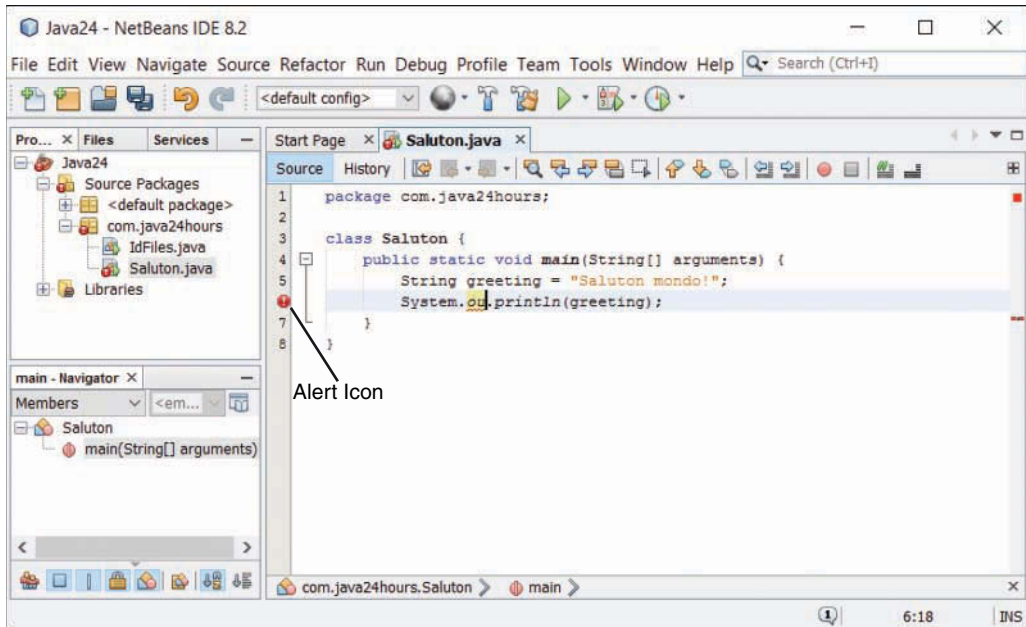 Java24 - NetBeans IDE 8.2
File Edit View Navigate Source Refactor Run Debug Profile Team Tools Window Help Search (Ctrl+I)
<default config>
Pro... Files Services
Java24
Source Packages
<default package>
com.java24hours
IdFiles.java
Saluton.java
Libraries
main - Navigator
Members <em...
Saluton
main(String[] arguments)
Start Page Saluton.java
Source History
1 package com.java24hours;
2
3 class Saluton {
4 public static void main(String[] arguments) {
5 String greeting = "Saluton mondo!";
System.ou.println(greeting);
7 }
8 }
Alert Icon
com.java24hours.Saluton main
1 6:18 INS